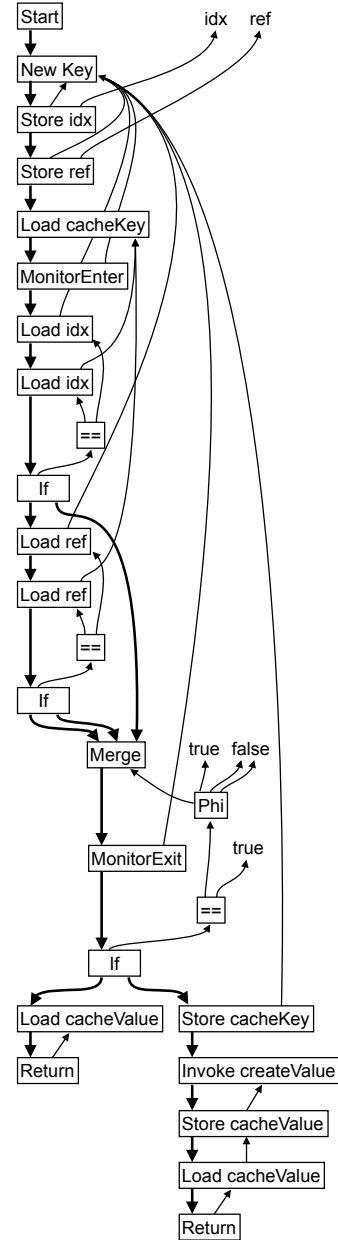 Start
idx ref
New Key
Store idx
Store ref
Load cacheKey
MonitorEnter
Load idx
Load idx
==
If
Load ref
Load ref
==
If
Merge
true false
Phi
MonitorExit
true
==
If
Load cacheValue
Store cacheKey
Return
Invoke createValue
Store cacheValue
Load cacheValue
Return